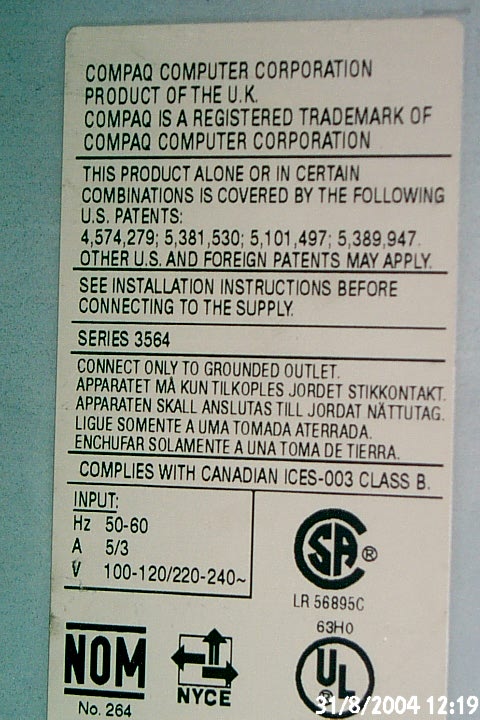 COMPAQ COMPUTER CORPORATION
PRODUCT OF THE U.K.
COMPAQ IS A REGISTERED TRADEMARK OF
COMPAQ COMPUTER CORPORATION
THIS PRODUCT ALONE OR IN CERTAIN
COMBINATIONS IS COVERED BY THE FOLLOWING
U.S. PATENTS:
4,574,279; 5,381,530; 5,101,497; 5,389,947.
OTHER U.S. AND FOREIGN PATENTS MAY APPLY.
SEE INSTALLATION INSTRUCTIONS BEFORE
CONNECTING TO THE SUPPLY.
SERIES 3564
CONNECT ONLY TO GROUNDED OUTLET.
APPARATET MÅ KUN TILKOPLES JORDET STIKKONTAKT.
APPARATEN SKALL ANSLUTAS TILL JORDAT NÄTTUTAG.
LIGUE SOMENTE A UMA TOMADA ATERRADA.
ENCHUFAR SOLAMENTE A UNA TOMA DE TIERRA.
COMPLIES WITH CANADIAN ICES-003 CLASS B.
INPUT:
Hz 50-60
A 5/3
V 100-120/220-240~
SA ®
LR 56895C
63H0
NOM
No. 264
NYCE
UL
31/8/2004 12:19